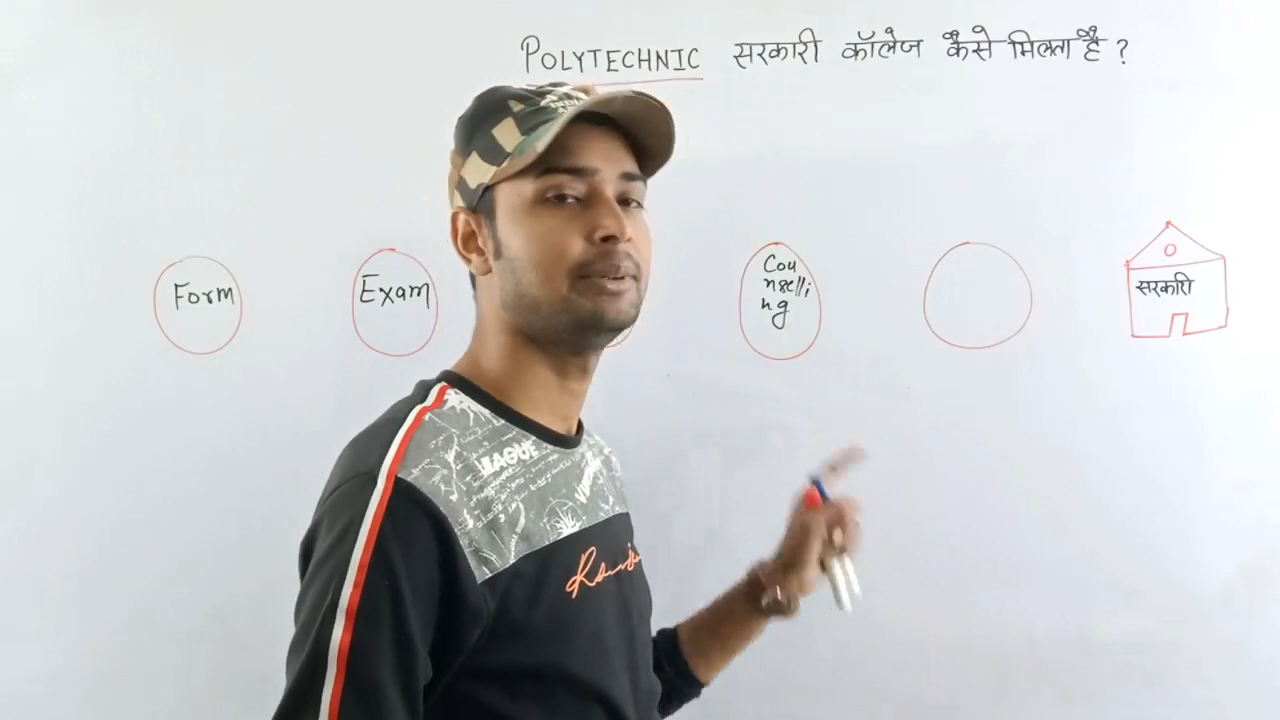 POLYTECHNIC सरकारी कॉलेज कैसे मिलता है ?
Form
Exam
Cou
nselli
ng
सरकारी